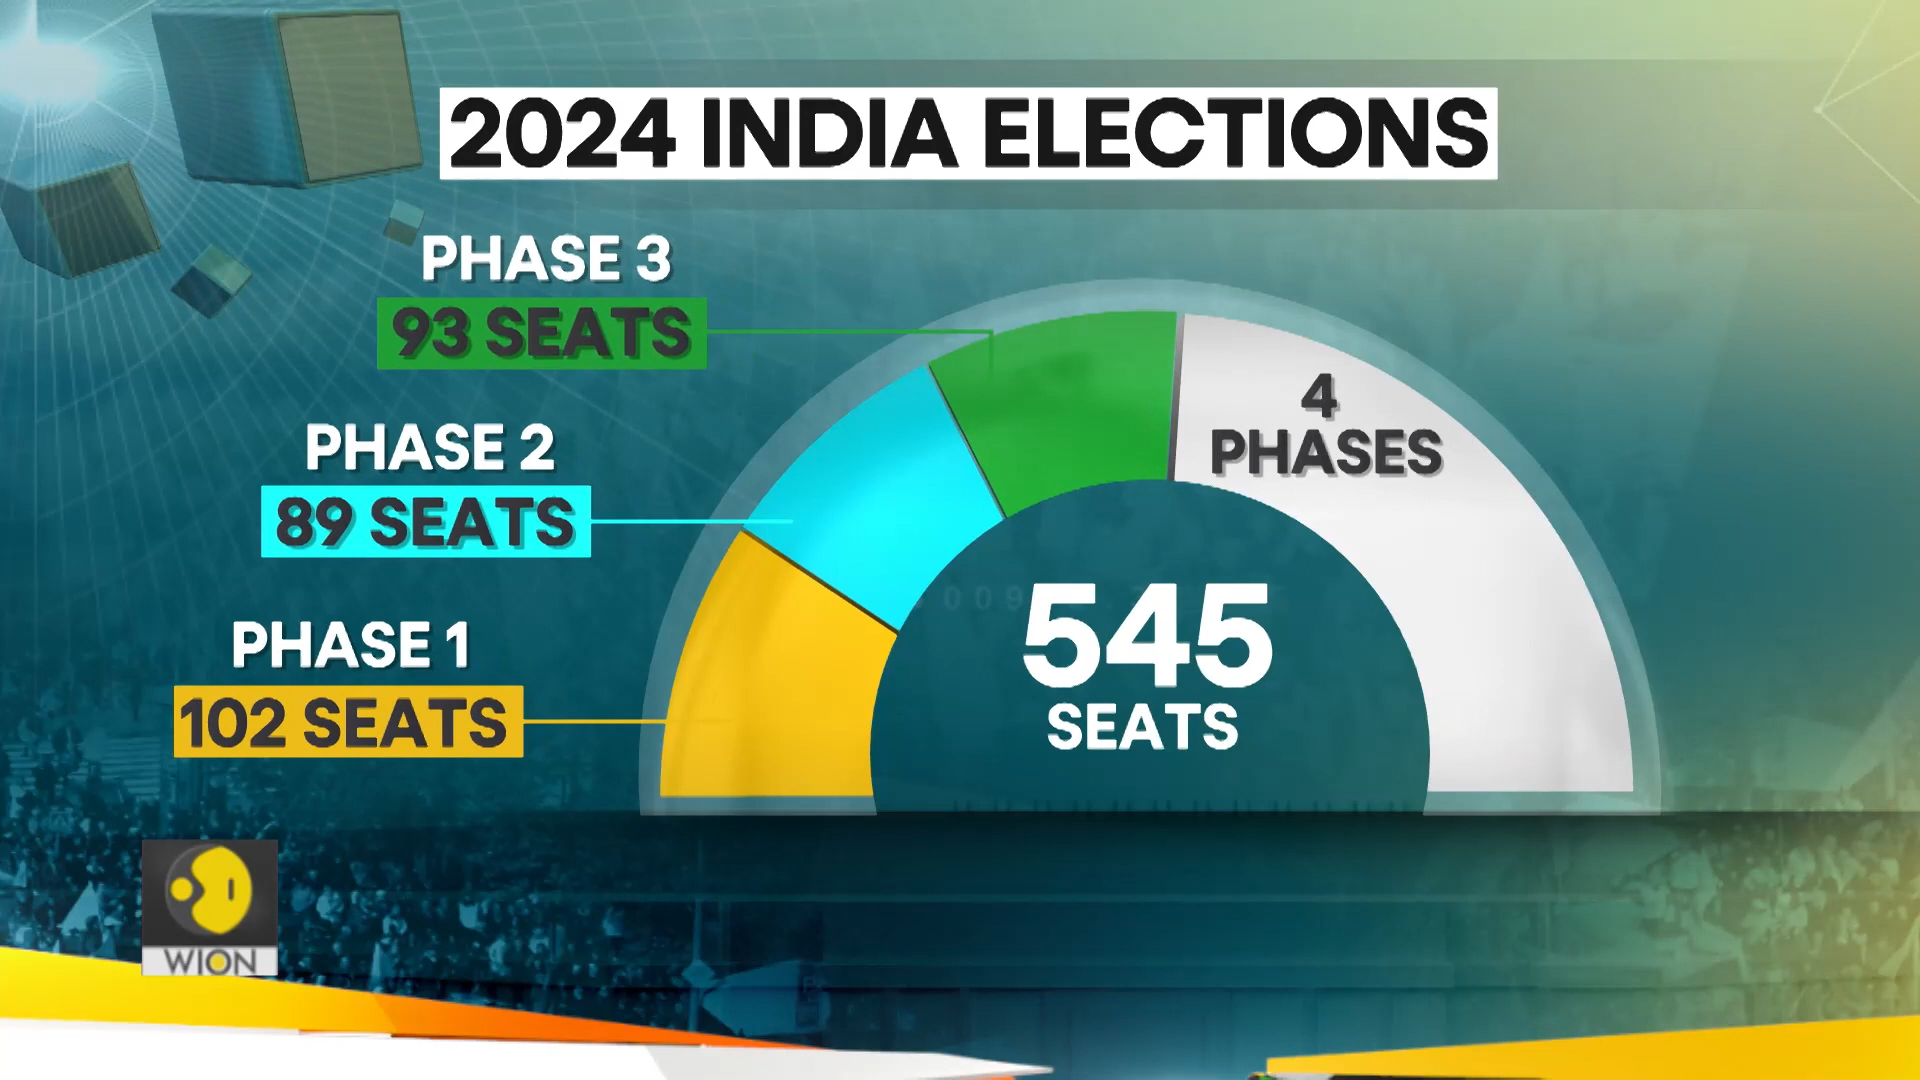 2024 INDIA ELECTIONS
PHASE 3
93 SEATS
PHASE 2
89 SEATS
PHASE 1
102 SEATS
4
PHASES
545
SEATS
WION